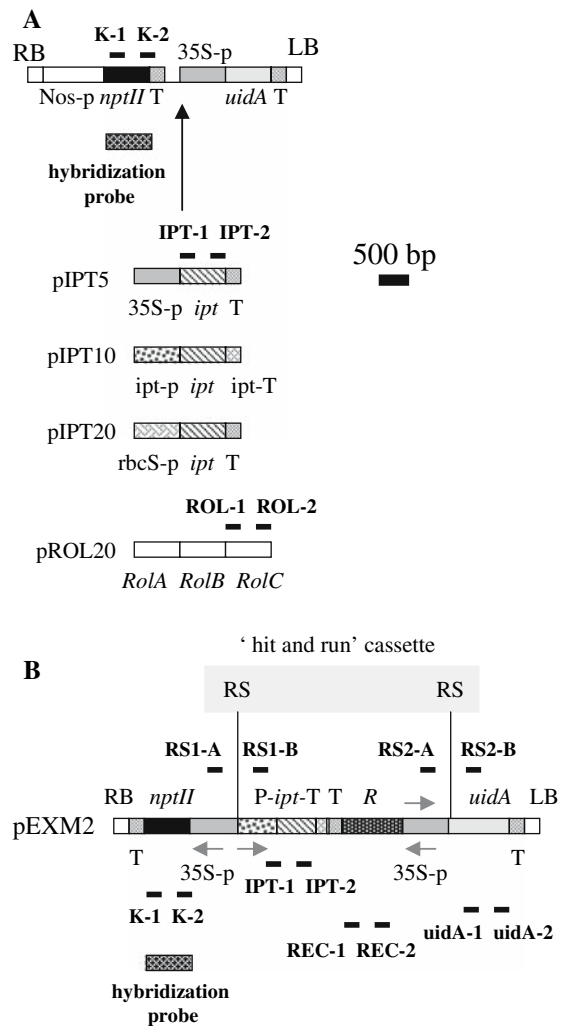 A
K-1 K-2
RB
35S-p
LB
Nos-p nptII T
uidA T
hybridization
probe
IPT-1 IPT-2
500 bp
pIPT5
35S-p ipt T
pIPT10
ipt-p ipt ipt-T
pIPT20
rbcS-p ipt T
ROL-1 ROL-2
pROL20
RolA RolB RolC
‘ hit and run’ cassette
B
RS
RS
RS1-A RS1-B
RS2-A RS2-B
RB nptII P-ipt-T T R uidA LB
pEXM2
T
35S-p
35S-p
T
IPT-1 IPT-2
K-1 K-2
uidA-1 uidA-2
REC-1 REC-2
hybridization
probe